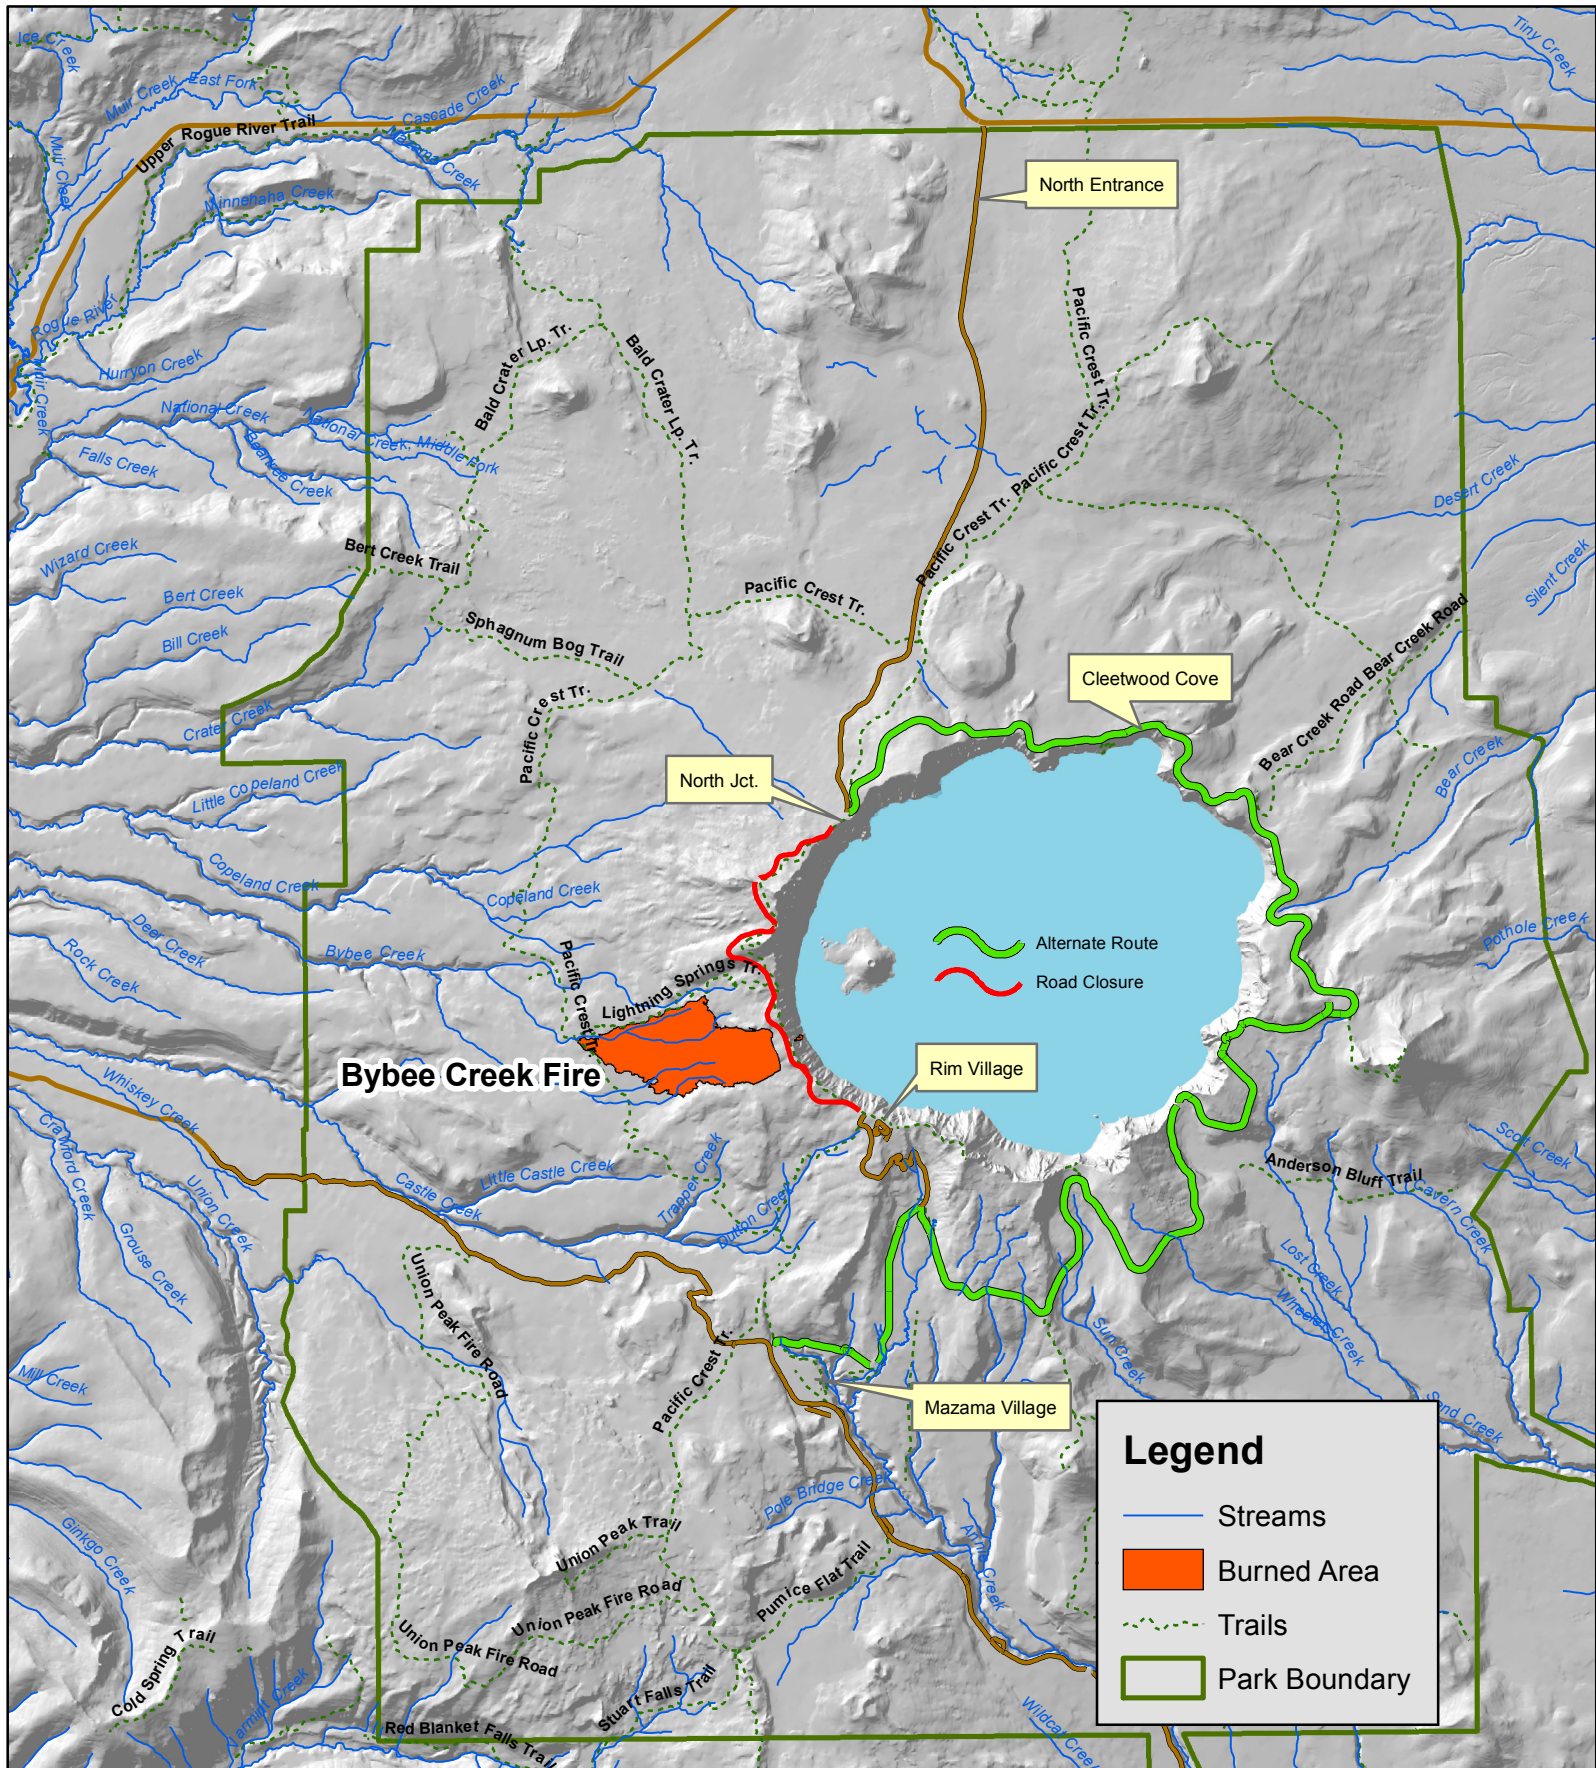 Ice Creek
Tiny Creek
Muir Creek
East Fork
Cascade Creek
Upper Rogue River Trail
Mazama Creek
Muir Creek
North Entrance
Minnehaha Creek
Rogue River
Pacific Crest Tr.
Bald Crater Lp. Tr.
Bald Crater Lp. Tr.
Hurryon Creek
Muir Creek
National Creek
National Creek, Middle Fork
Pacific Crest Tr.
Falls Creek
Beartree Creek
Desert Creek
Pacific Crest Tr.
Wizard Creek
Bert Creek Trail
Bert Creek
Pacific Crest Tr.
Silent Creek
Bill Creek
Sphagnum Bog Trail
Bear Creek Road
Bear Creek Road
Cleetwood Cove
Pacific Crest Tr.
Crater Creek
Little Copeland Creek
North Jct.
Bear Creek
Copeland Creek
Copeland Creek
Deer Creek
Bybee Creek
Rock Creek
Pothole Creek
Alternate Route
Road Closure
Pacific Crest Tr.
Lightning Springs Tr.
Bybee Creek Fire
Rim Village
Whiskey Creek
Crawford Creek
Scott Creek
Union Creek
Castle Creek
Little Castle Creek
Trapper Creek
Dutton Creek
Anderson Bluff Trail
Cavern Creek
Grouse Creek
Lost Creek
Wheeler Creek
Union Peak Fire Road
Sun Creek
Mill Creek
Pacific Crest Tr.
Mazama Village
Sand Creek
Pole Bridge Creek
Ginkgo Creek
Union Peak Trail
Annie Creek
Pumice Flat Trail
Union Peak Fire Road
Union Peak Fire Road
Cold Spring Trail
Stuart Falls Trail
Red Blanket Falls Trail
Legend
Streams
Burned Area
Trails
Park Boundary